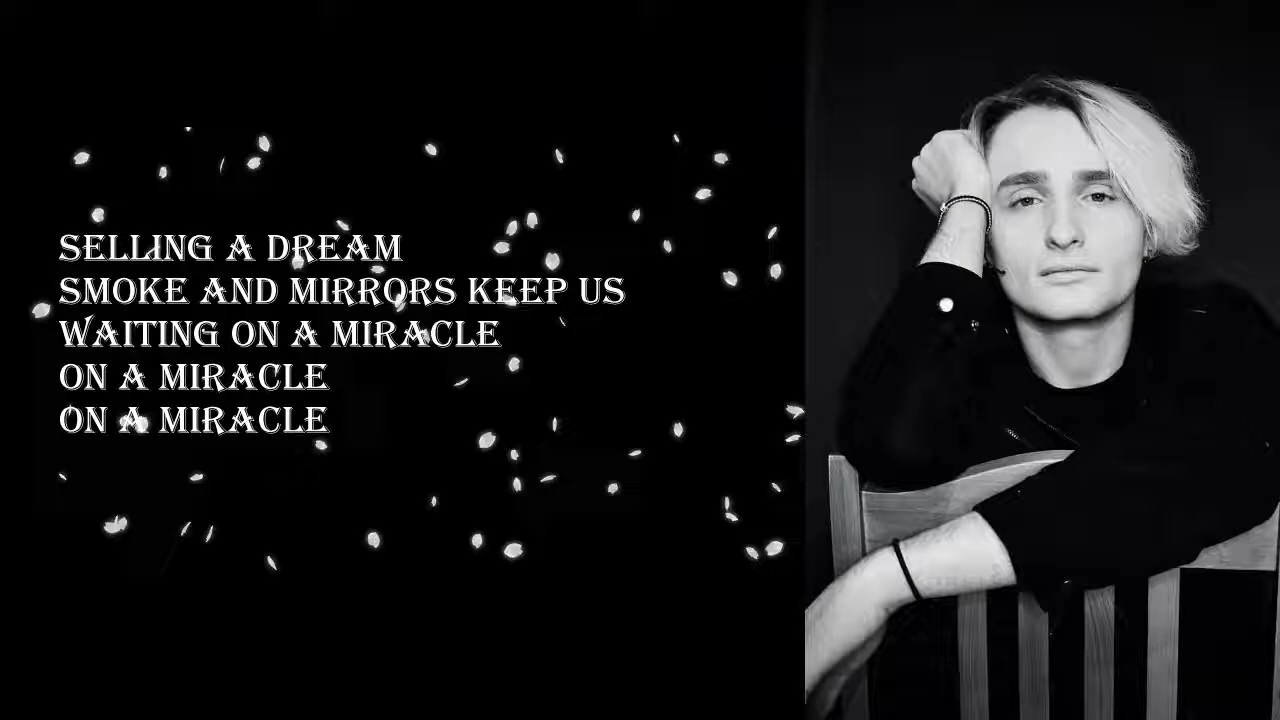 SELLING A DREAM
SMOKE AND MIRRORS KEEP US
WAITING ON A MIRACLE
ON A MIRACLE
ON A MIRACLE